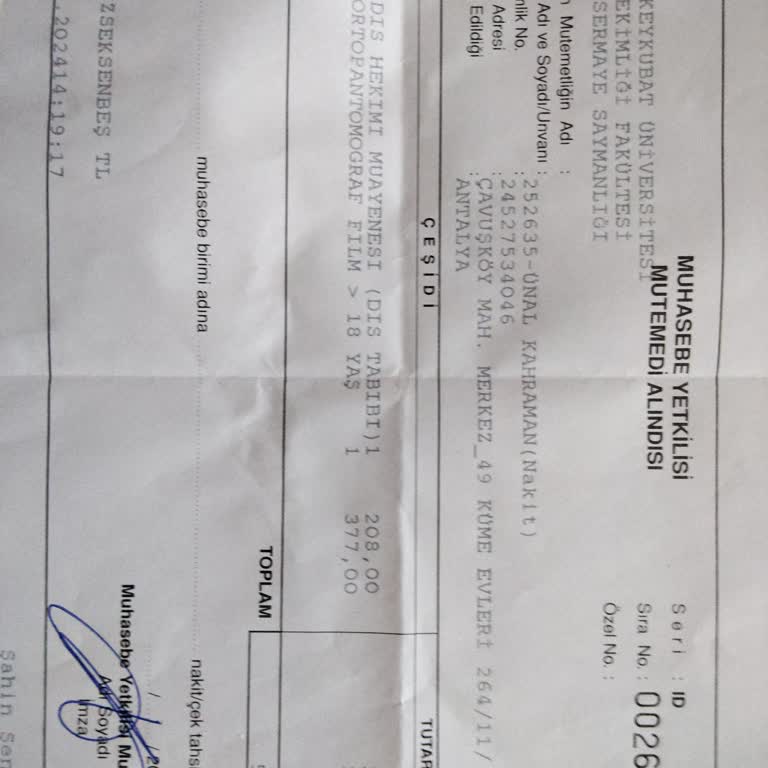 KEYKUBAT ÜNİVERSİTESİ
EKİMLİĞİ FAKÜLTESİ
SERMAYE SAYMANLIĞI
MUHASEBE YETKİLİSİ
MUTEMEDİ ALINDISI
Seri : ID
Sıra No. : 0026
Özel No. :
n Mutemetliğin Adı :
Adı ve Soyadı/Unvanı : 252635-ÜNAL KAHRAMAN(Nakit)
nlik No. : 24527534046
Adresi : ÇAVUŞKÖY MAH. MERKEZ_49 KÜME EVLERİ 264/11/
Edildiği : ANTALYA
ÇEŞİDİ TUTAR
DIS HEKIMI MUAYENESI (DIS TABIBI)1 208,00
ORTOPANTOMOGRAF FILM > 18 YAŞ 1 377,00
TOPLAM
muhasebe birimi adına nakit/çek tahs
ZSEKSENBEŞ TL
Muhasebe Yetkilisi Mu
Adı Soyadı
İmza
.202414:19:17
Şahin Şen